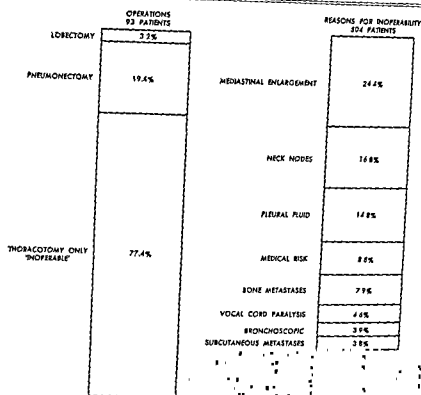 OPERATIONS
93 PATIENTS
LOBECTOMY 3.2%
PNEUMONECTOMY 19.4%
THORACOTOMY ONLY
"INOPERABLE"
77.4%
REASONS FOR INOPERABILITY
504 PATIENTS
MEDIASTINAL ENLARGEMENT 24.4%
NECK NODES 16.8%
PLEURAL FLUID 14.8%
MEDICAL RISK 8.6%
BONE METASTASES 7.9%
VOCAL CORD PARALYSIS 4.6%
BRONCHOSCOPIC 3.9%
SUBCUTANEOUS METASTASES 3.8%